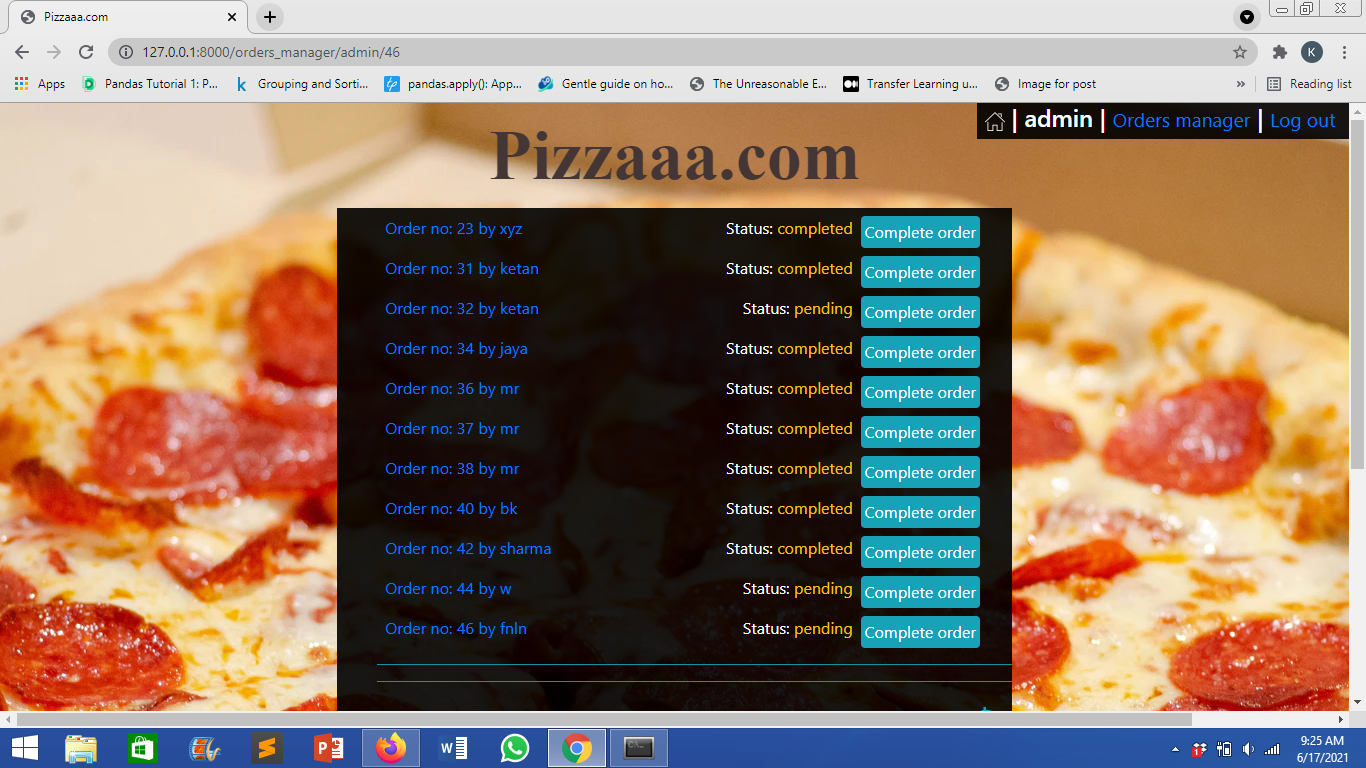 Pizzaaa.com
127.0.0.1:8000/orders_manager/admin/46
K
Apps
Pandas Tutorial 1: P...
k
Grouping and Sorti...
pandas.apply(): App...
Gentle guide on ho...
The Unreasonable E...
Transfer Learning u...
Image for post
»
Reading list
| admin | Orders manager | Log out
Pizzaaa.com
Order no: 23 by xyz Status: completed Complete order
Order no: 31 by ketan Status: completed Complete order
Order no: 32 by ketan Status: pending Complete order
Order no: 34 by jaya Status: completed Complete order
Order no: 36 by mr Status: completed Complete order
Order no: 37 by mr Status: completed Complete order
Order no: 38 by mr Status: completed Complete order
Order no: 40 by bk Status: completed Complete order
Order no: 42 by sharma Status: completed Complete order
Order no: 44 by w Status: pending Complete order
Order no: 46 by fnln Status: pending Complete order
9:25 AM
6/17/2021